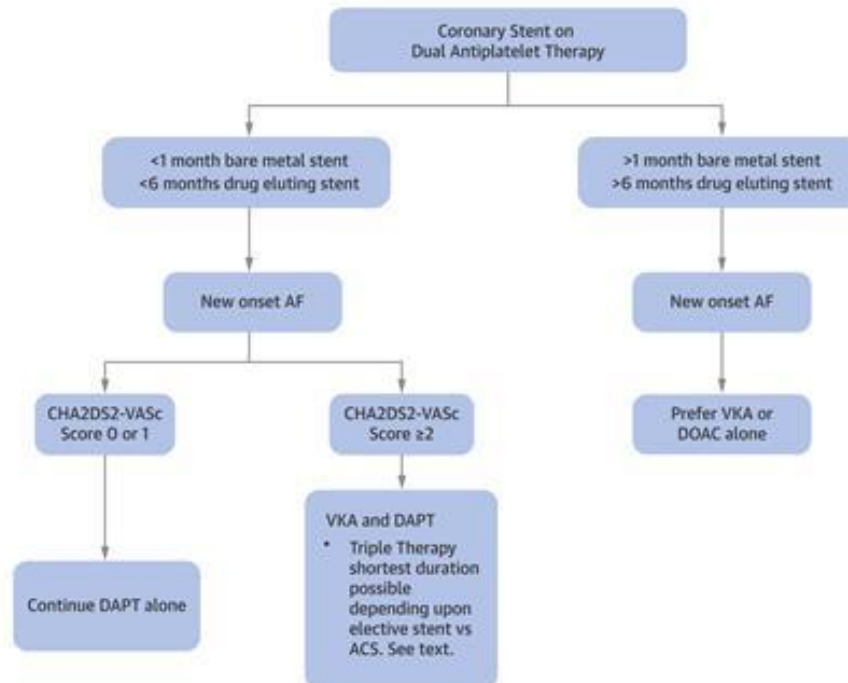 Coronary Stent on
Dual Antiplatelet Therapy
<1 month bare metal stent
<6 months drug eluting stent
>1 month bare metal stent
>6 months drug eluting stent
New onset AF
New onset AF
CHA2DS2-VASc
Score 0 or 1
CHA2DS2-VASc
Score ≥2
Prefer VKA or
DOAC alone
Continue DAPT alone
VKA and DAPT
• Triple Therapy
shortest duration
possible
depending upon
elective stent vs
ACS. See text.